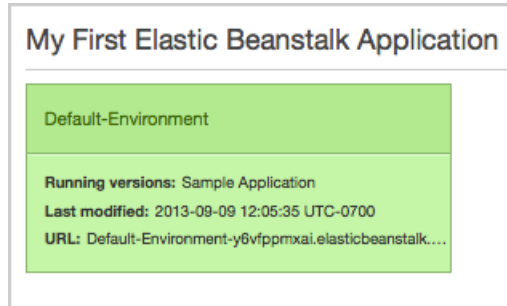 My First Elastic Beanstalk Application
Default-Environment
Running versions: Sample Application
Last modified: 2013-09-09 12:05:35 UTC-0700
URL: Default-Environment-y6vfppmxai.elasticbeanstalk....